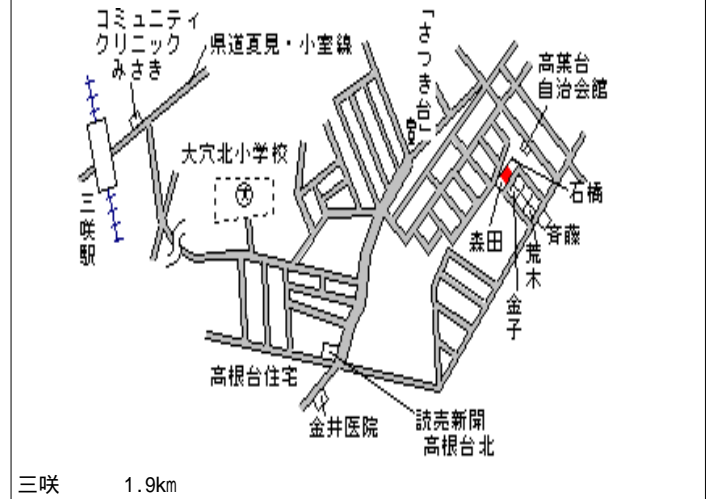 コミュニティ
クリニック
みさき
県道夏見・小室線
「さつき台」
高葉台
自治会館
大穴北小学校
文
三咲駅
石橋
斉藤
荒木
森田
金子
高根台住宅
金井医院
読売新聞
高根台北
三咲 1.9km